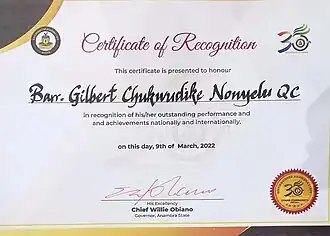 Certificate of Recognition
This certificate is presented to honour
Barr. Gilbert Chukwudike Nonyelu QC
in recognition of his/her outstanding performance and
and achievements nationally and internationally,
on this day, 9th of March, 2022
His Excellency
Chief Willie Obiano
Governor, Anambra State